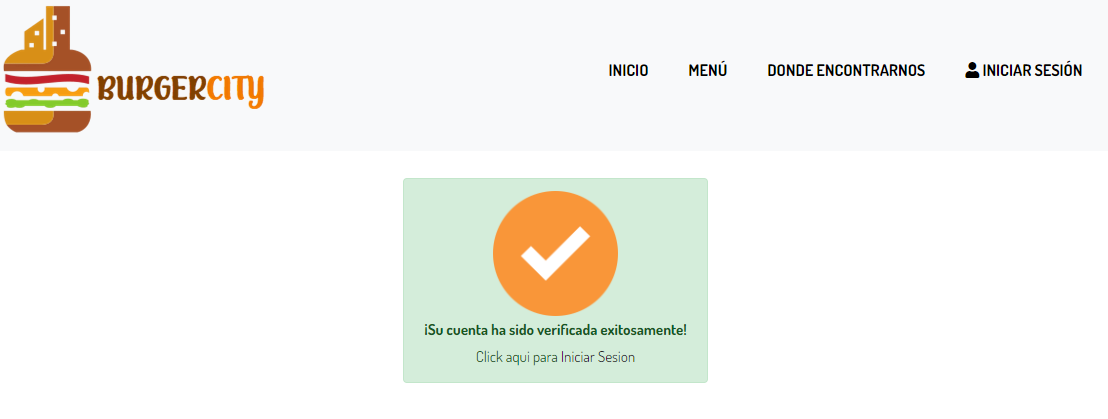 BURGERCITY
INICIO MENÚ DONDE ENCONTRARNOS INICIAR SESIÓN
¡Su cuenta ha sido verificada exitosamente!
Click aqui para Iniciar Sesion